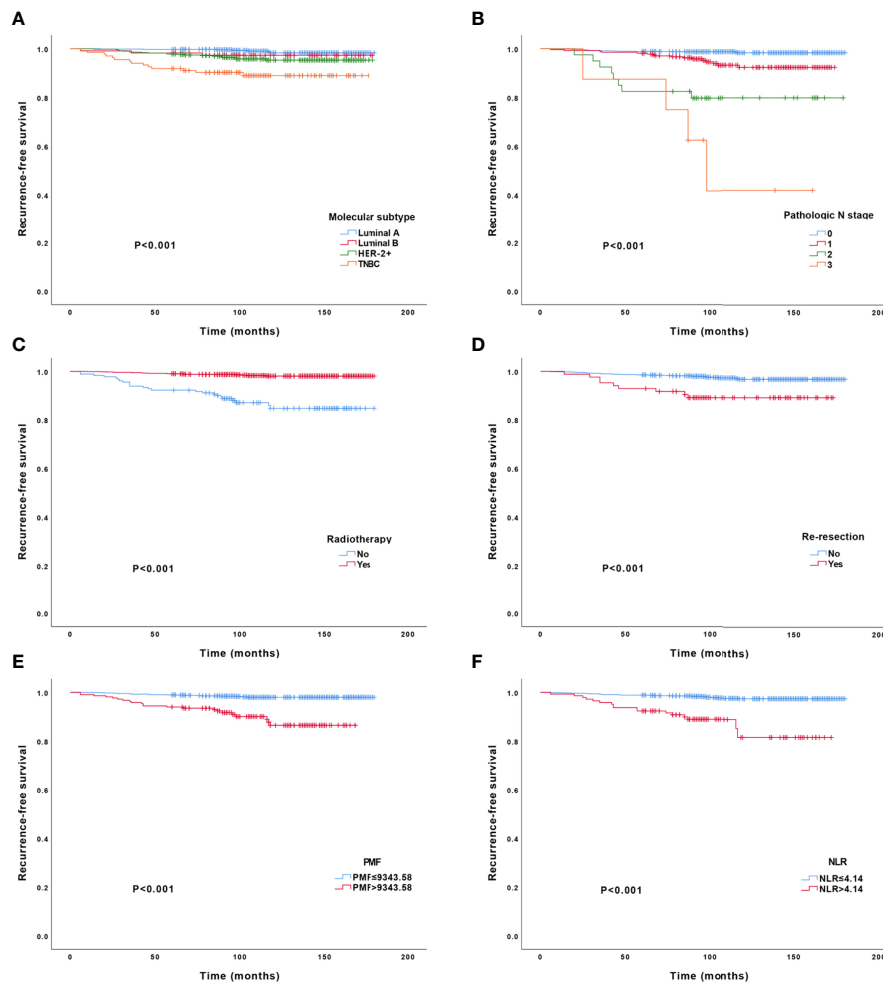 A
Recurrence-free survival
1.0
0.8
0.6
0.4
0.2
0.0
P<0.001
Molecular subtype
Luminal A
Luminal B
HER-2+
TNBC
0 50 100 150 200
Time (months)
B
Recurrence-free survival
1.0
0.8
0.6
0.4
0.2
0.0
P<0.001
Pathologic N stage
0
1
2
3
0 50 100 150 200
Time (months)
C
Recurrence-free survival
1.0
0.8
0.6
0.4
0.2
0.0
P<0.001
Radiotherapy
No
Yes
0 50 100 150 200
Time (months)
D
Recurrence-free survival
1.0
0.8
0.6
0.4
0.2
0.0
P<0.001
Re-resection
No
Yes
0 50 100 150 200
Time (months)
E
Recurrence-free survival
1.0
0.8
0.6
0.4
0.2
0.0
P<0.001
PMF
PMF≤9343.58
PMF>9343.58
0 50 100 150 200
Time (months)
F
Recurrence-free survival
1.0
0.8
0.6
0.4
0.2
0.0
P<0.001
NLR
NLR≤4.14
NLR>4.14
0 50 100 150 200
Time (months)